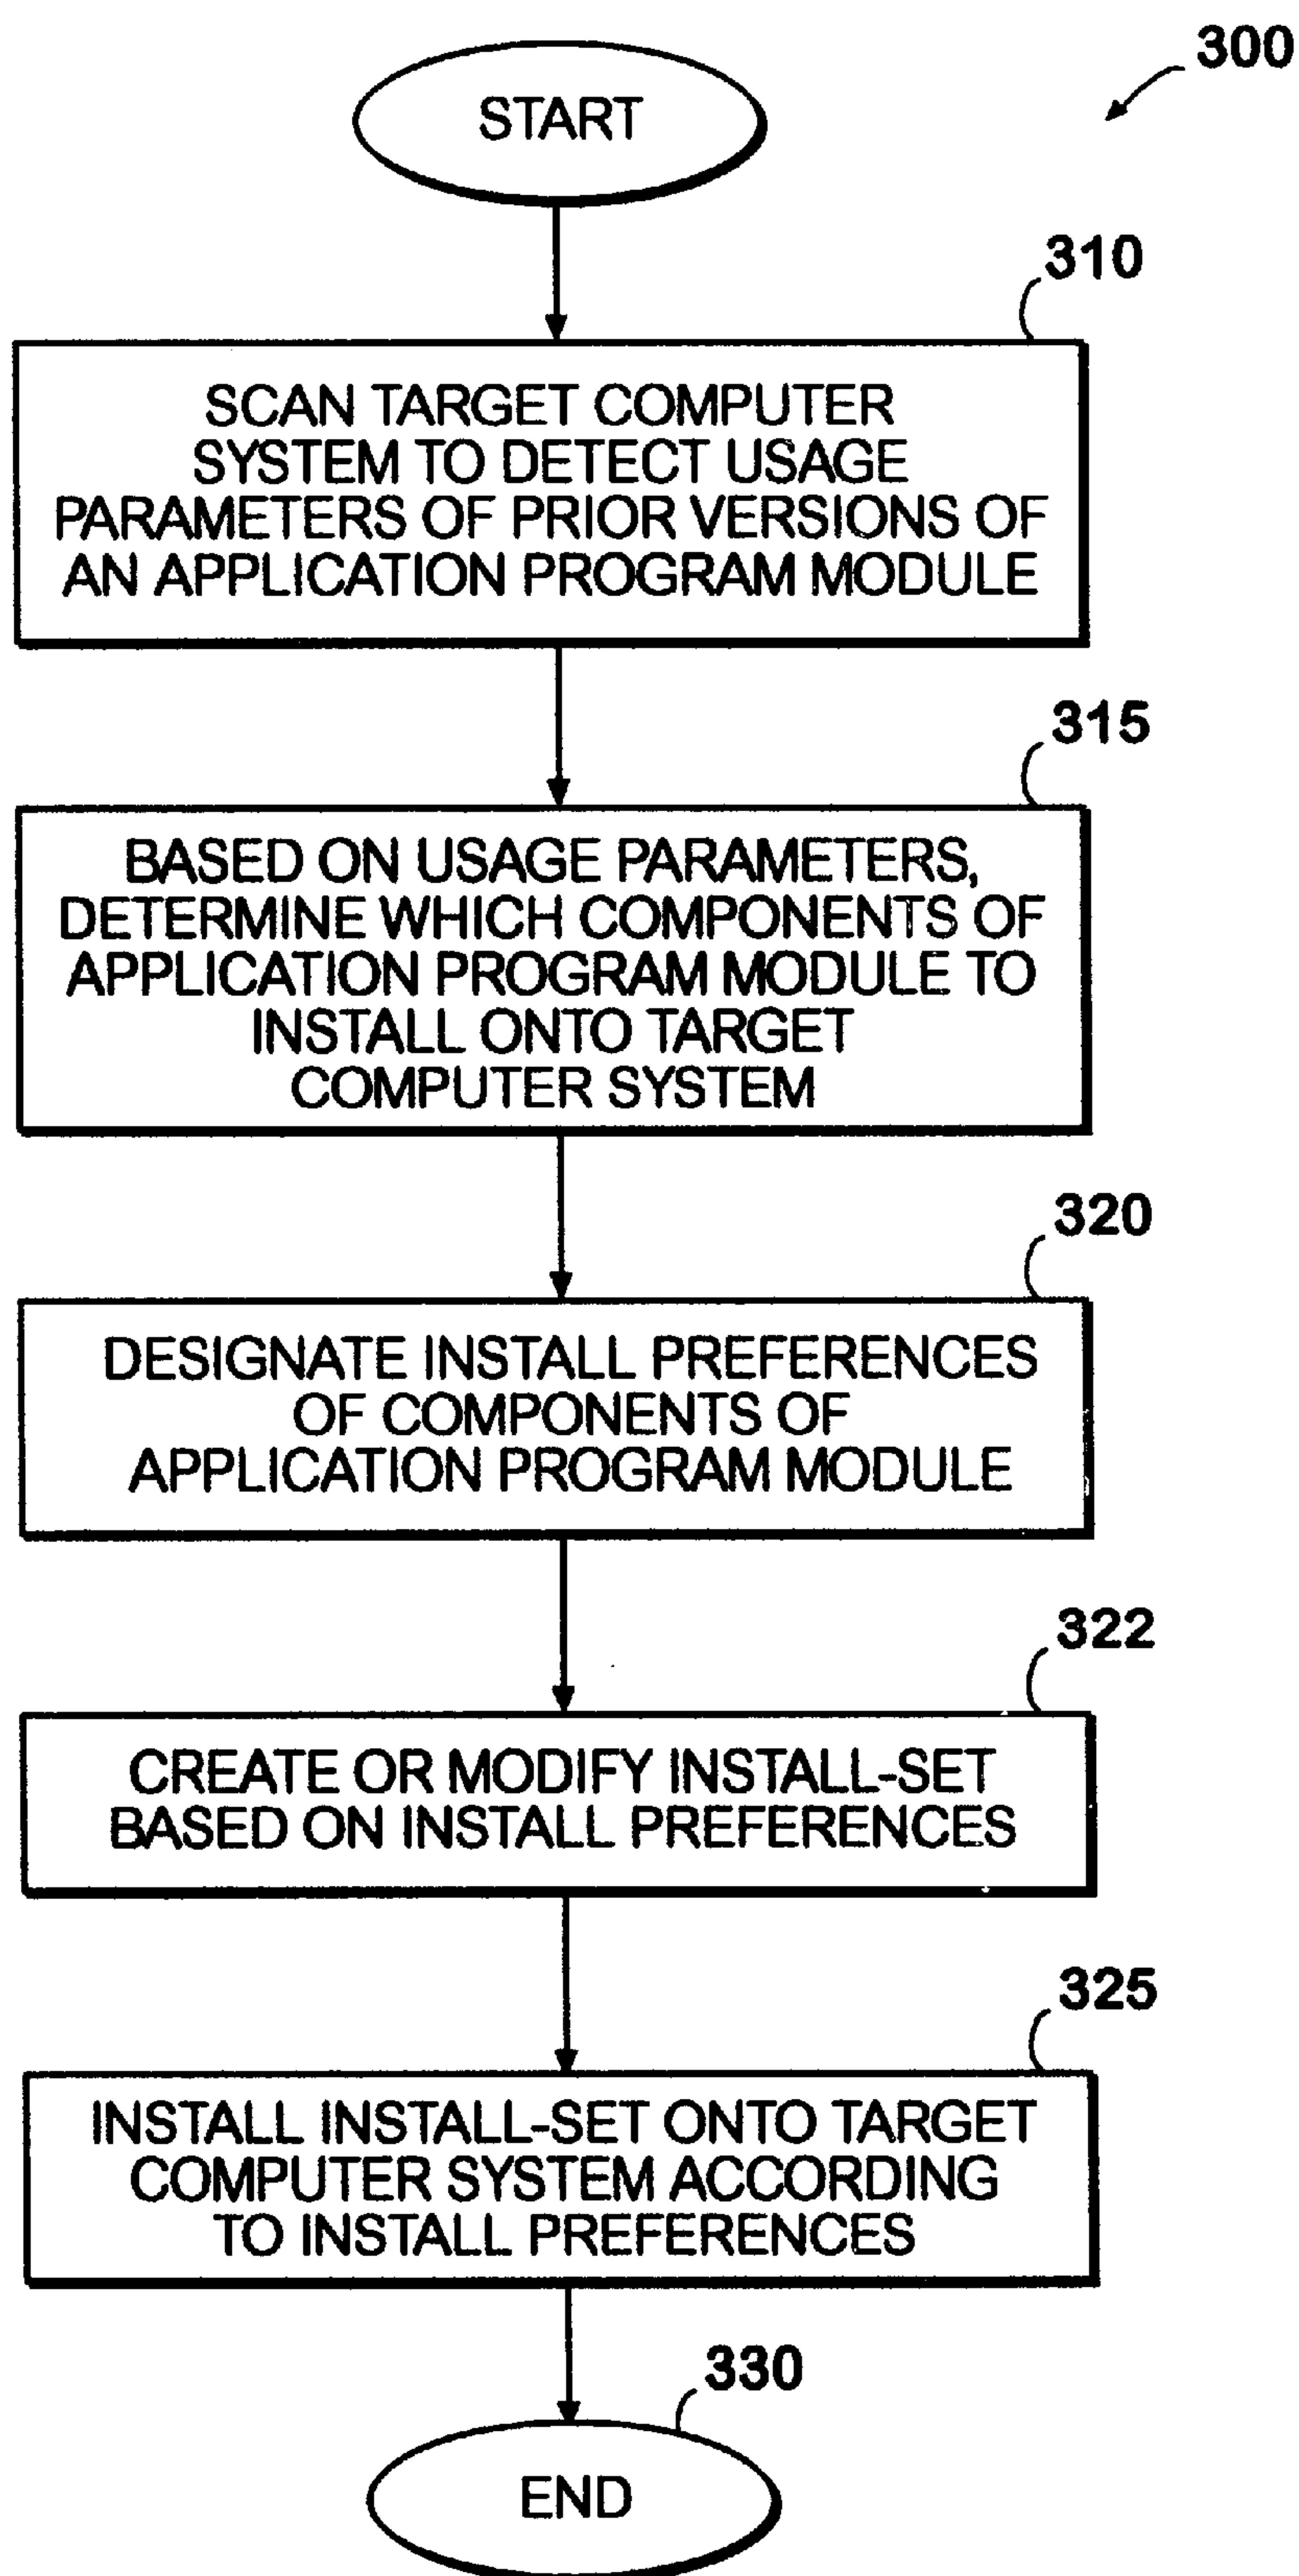 300
START
310
SCAN TARGET COMPUTER
SYSTEM TO DETECT USAGE
PARAMETERS OF PRIOR VERSIONS OF
AN APPLICATION PROGRAM MODULE
315
BASED ON USAGE PARAMETERS,
DETERMINE WHICH COMPONENTS OF
APPLICATION PROGRAM MODULE TO
INSTALL ONTO TARGET
COMPUTER SYSTEM
320
DESIGNATE INSTALL PREFERENCES
OF COMPONENTS OF
APPLICATION PROGRAM MODULE
322
CREATE OR MODIFY INSTALL-SET
BASED ON INSTALL PREFERENCES
325
INSTALL INSTALL-SET ONTO TARGET
COMPUTER SYSTEM ACCORDING
TO INSTALL PREFERENCES
330
END